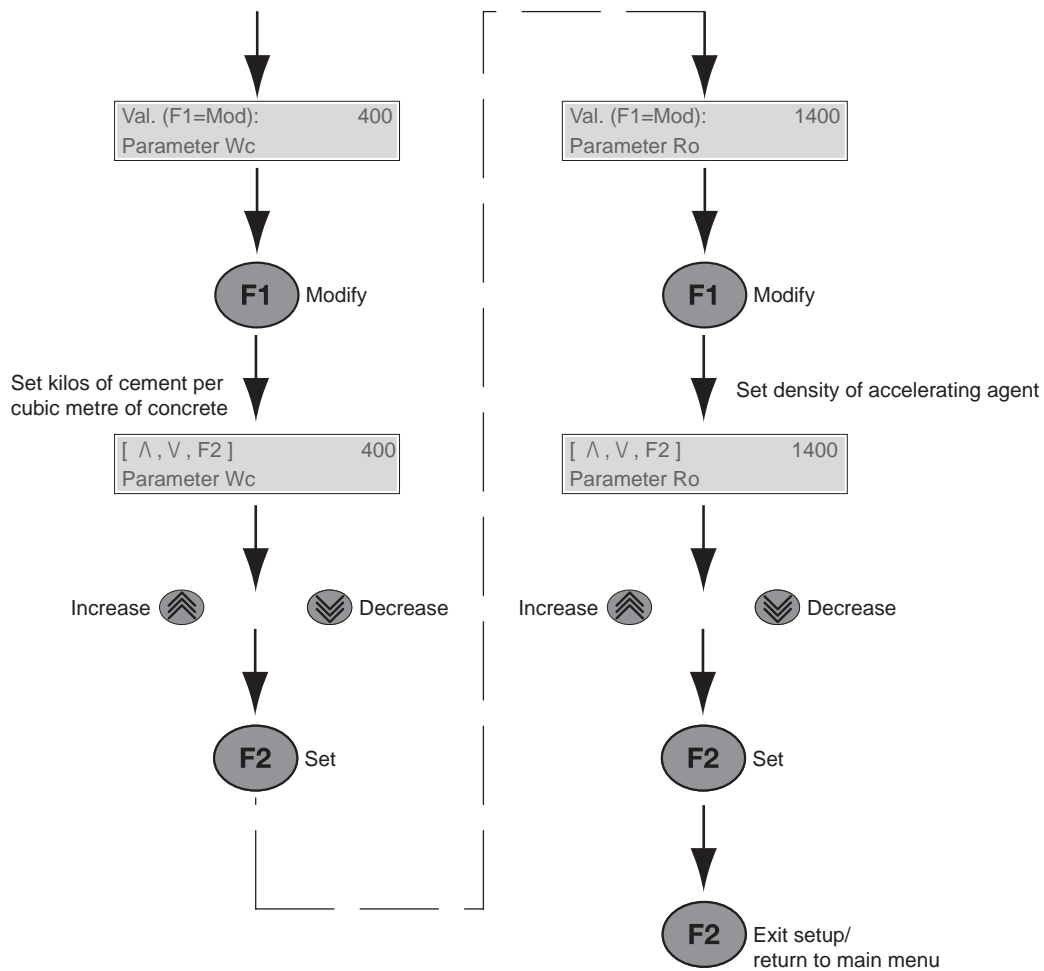 Val. (F1=Mod): 400
Parameter Wc
F1 Modify
Set kilos of cement per
cubic metre of concrete
[ /\ , \/ , F2 ] 400
Parameter Wc
Increase Decrease
F2 Set
Val. (F1=Mod): 1400
Parameter Ro
F1 Modify
Set density of accelerating agent
[ /\ , \/ , F2 ] 1400
Parameter Ro
Increase Decrease
F2 Set
F2 Exit setup/
return to main menu